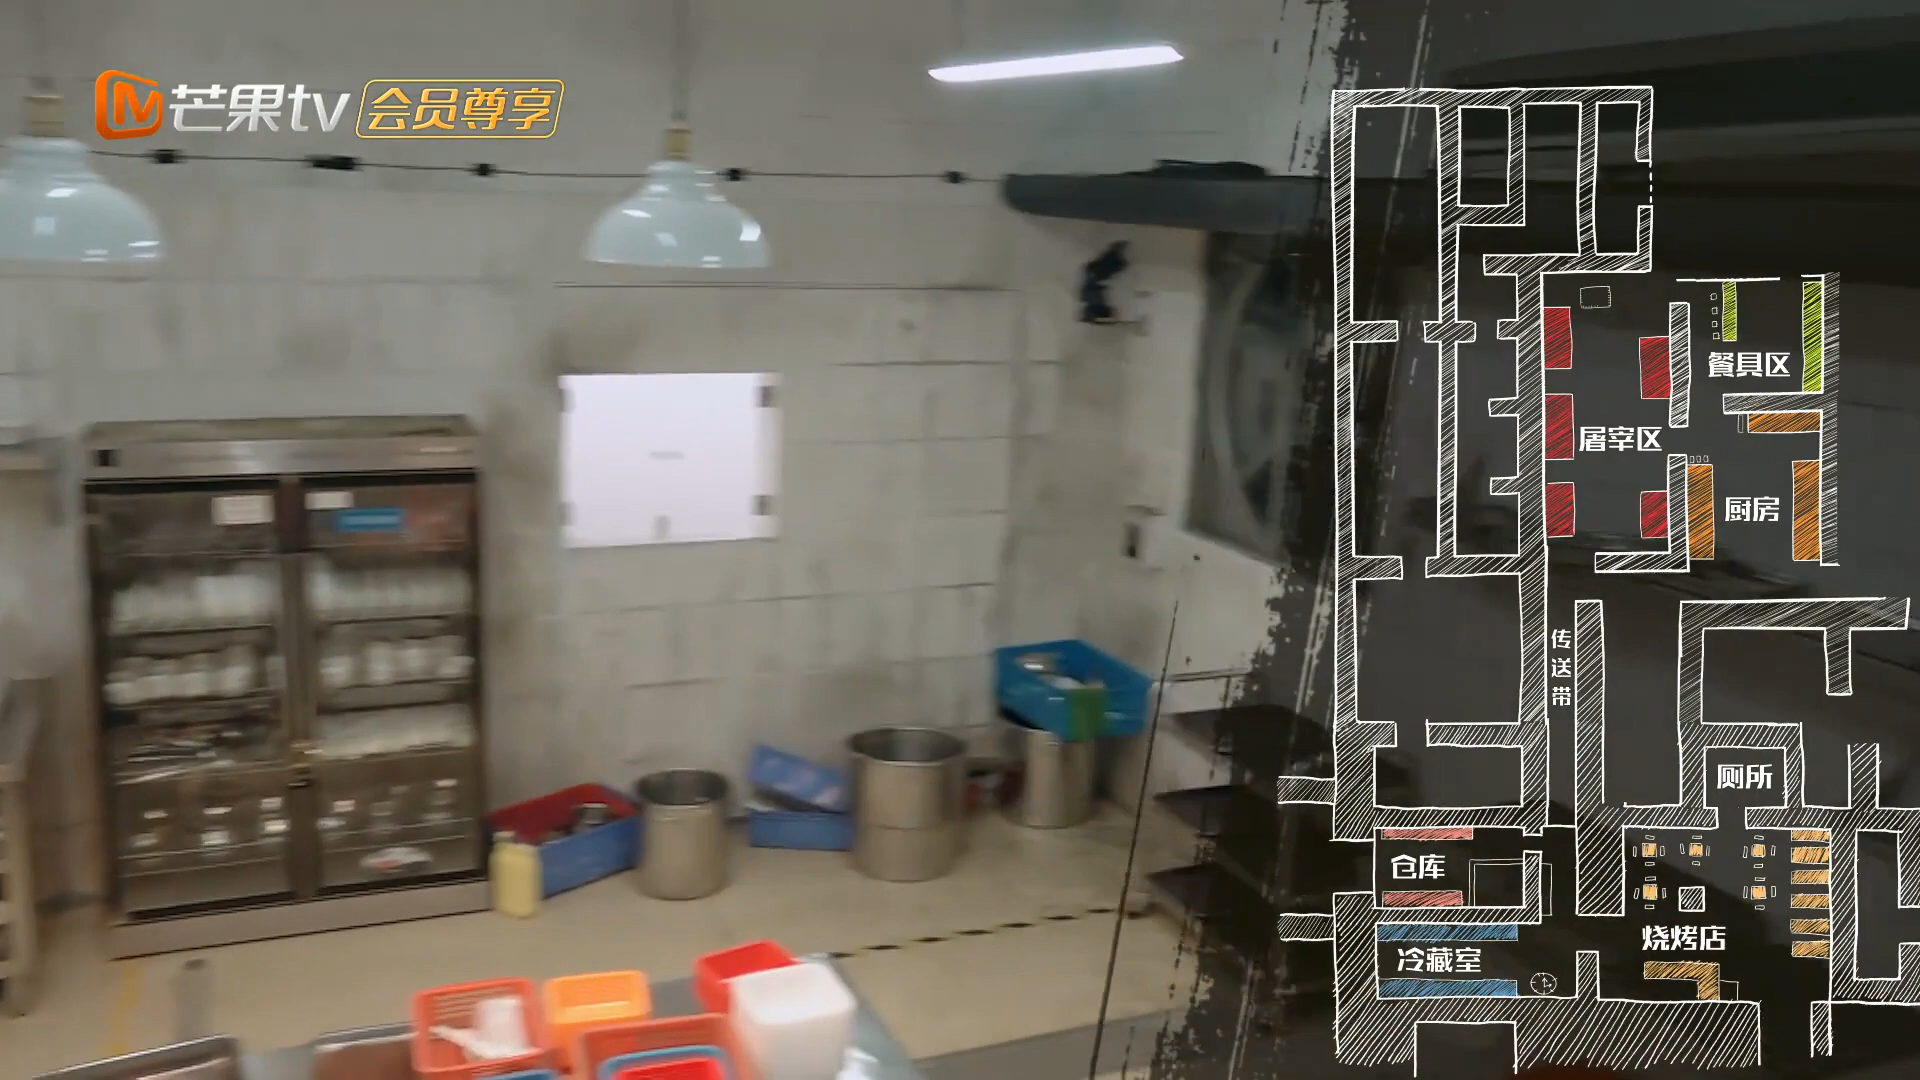 芒果tv 会员尊享
餐具区
屠宰区
厨房
传送带
厕所
仓库
烧烤店
冷藏室